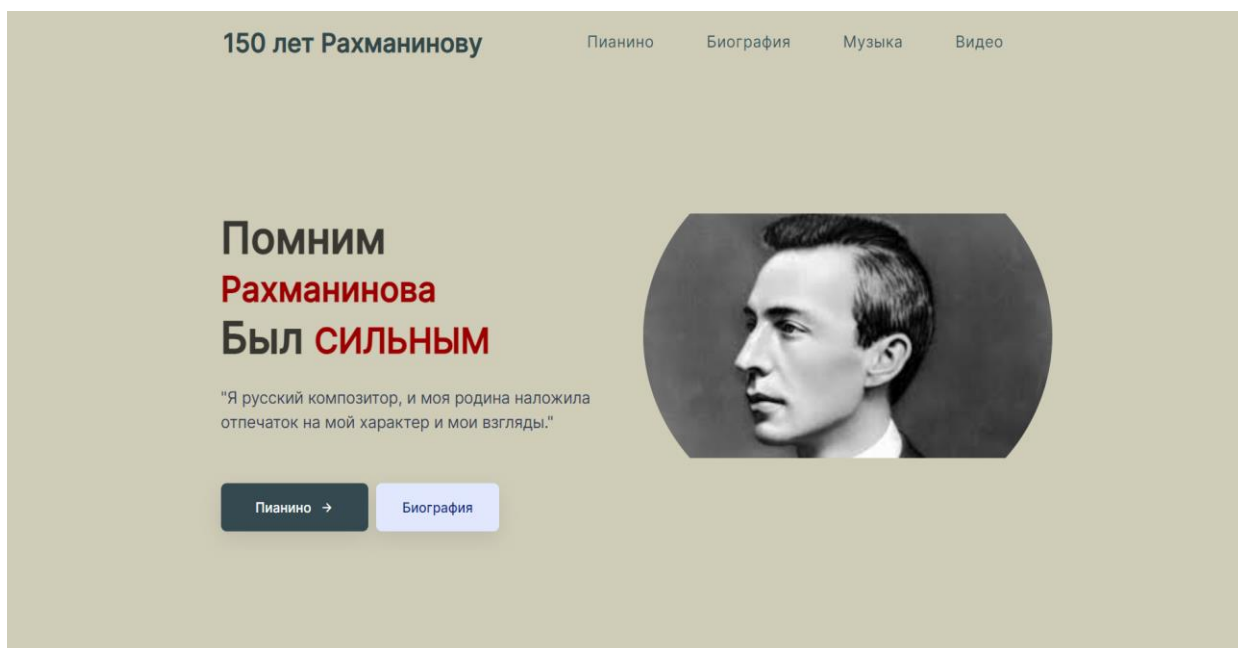 150 лет Рахманинову
Пианино
Биография
Музыка
Видео
Помним
Рахманинова
Был сильным
"Я русский композитор, и моя родина наложила
отпечаток на мой характер и мои взгляды."
Пианино →
Биография